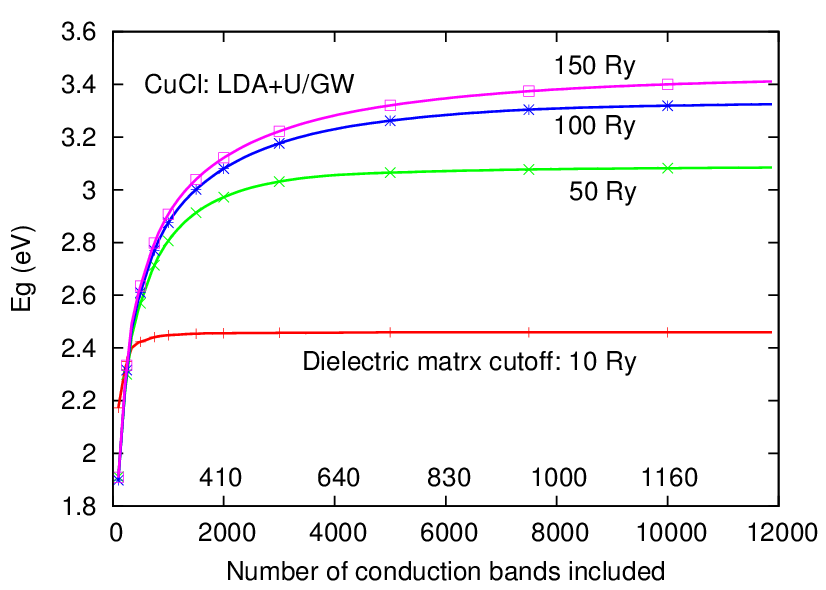 3.6
CuCl: LDA+U/GW
150 Ry
3.4
3.2
100 Ry
3
50 Ry
2.8
Eg (eV)
2.6
2.4
Dielectric matrx cutoff: 10 Ry
2.2
2
410 640 830 1000 1160
1.8
0 2000 4000 6000 8000 10000 12000
Number of conduction bands included